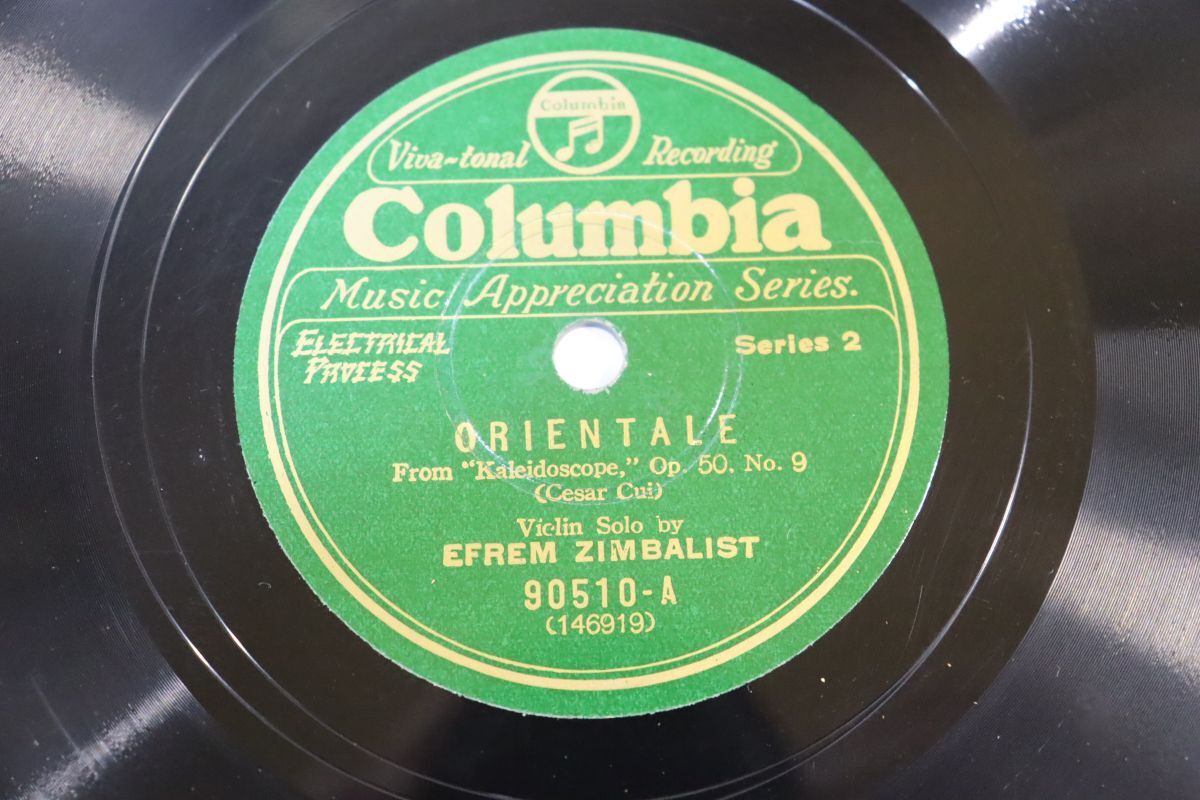 Columbia
Viva-tonal Recording
Columbia
Music Appreciation Series.
ELECTRICAL
PROCESS
Series 2
ORIENTALE
From "Kaleidoscope," Op. 50, No. 9
(Cesar Cui)
Violin Solo by
EFREM ZIMBALIST
90510-A
(146919)